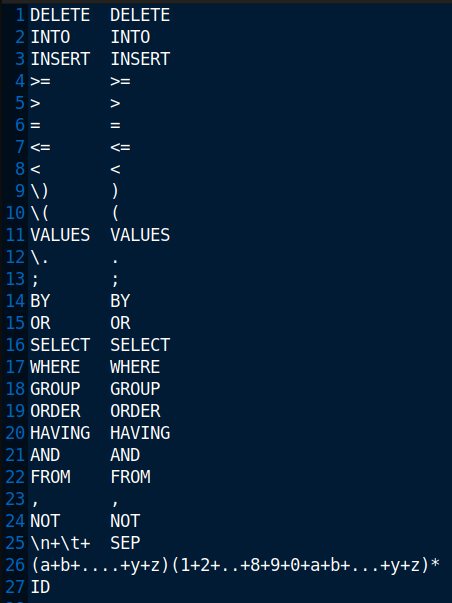 1 DELETE DELETE
2 INTO INTO
3 INSERT INSERT
4 >= >=
5 > >
6 = =
7 <= <=
8 < <
9 \) )
10 \( (
11 VALUES VALUES
12 \. .
13 ; ;
14 BY BY
15 OR OR
16 SELECT SELECT
17 WHERE WHERE
18 GROUP GROUP
19 ORDER ORDER
20 HAVING HAVING
21 AND AND
22 FROM FROM
23 , ,
24 NOT NOT
25 \n+\t+ SEP
26 (a+b+....+y+z)(1+2+..+8+9+0+a+b+...+y+z)*
27 ID